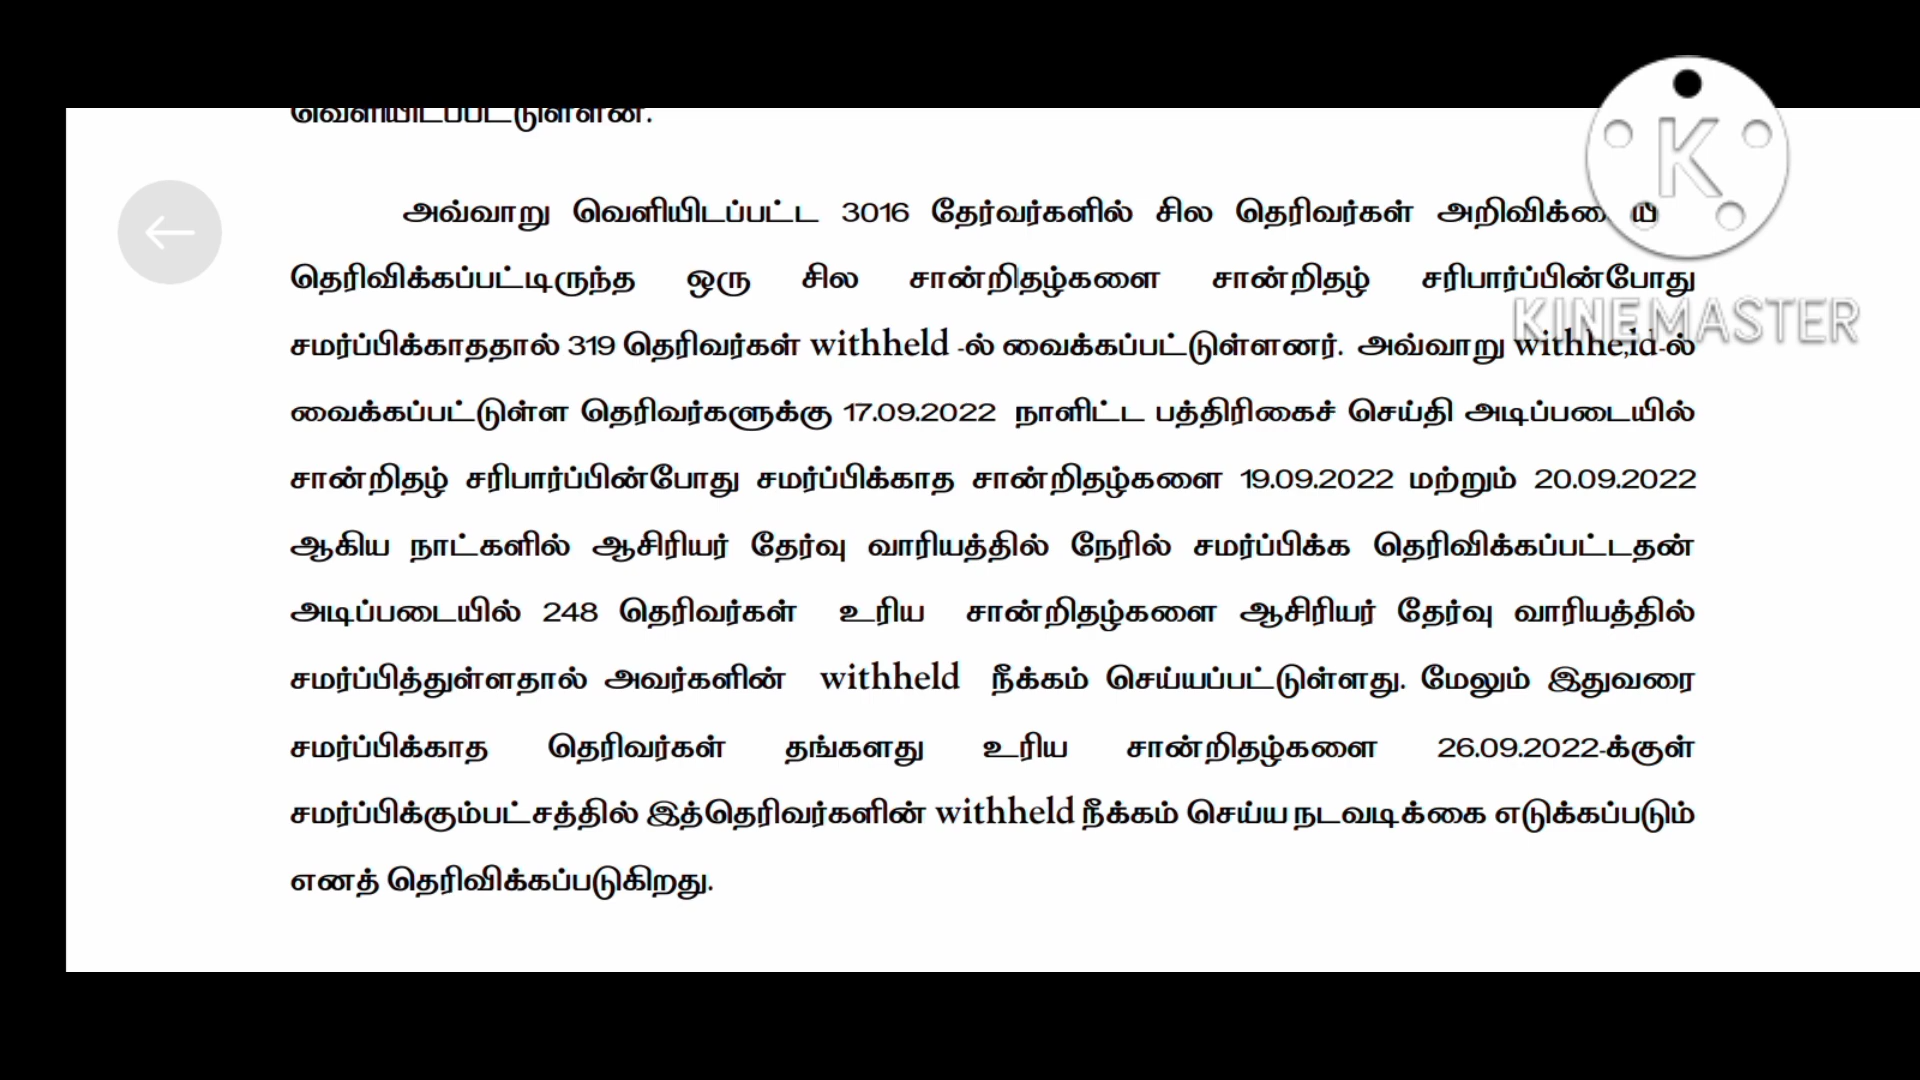 வெளியிடப்பட்டுள்ளன.
அவ்வாறு வெளியிடப்பட்ட 3016 தேர்வர்களில் சில தெரிவர்கள்
தெரிவிக்கப்பட்டிருந்த ஒரு சில சான்றிதழ்களை சான்றிதழ் சரிபார்ப்பின்போது
சமர்ப்பிக்காததால் 319 தெரிவர்கள் withheld -ல் வைக்கப்பட்டுள்ளனர். அவ்வாறு withheld-ல்
வைக்கப்பட்டுள்ள தெரிவர்களுக்கு 17.09.2022 நாளிட்ட பத்திரிகைச் செய்தி அடிப்படையில்
சான்றிதழ் சரிபார்ப்பின்போது சமர்ப்பிக்காத சான்றிதழ்களை 19.09.2022 மற்றும் 20.09.2022
ஆகிய நாட்களில் ஆசிரியர் தேர்வு வாரியத்தில் நேரில் சமர்ப்பிக்க தெரிவிக்கப்பட்டதன்
அடிப்படையில் 248 தெரிவர்கள் உரிய சான்றிதழ்களை ஆசிரியர் தேர்வு வாரியத்தில்
சமர்ப்பித்துள்ளதால் அவர்களின் withheld நீக்கம் செய்யப்பட்டுள்ளது. மேலும் இதுவரை
சமர்ப்பிக்காத தெரிவர்கள் தங்களது உரிய சான்றிதழ்களை 26.09.2022-க்குள்
சமர்ப்பிக்கும்பட்சத்தில் இத்தெரிவர்களின் withheld நீக்கம் செய்ய நடவடிக்கை எடுக்கப்படும்
எனத் தெரிவிக்கப்படுகிறது.
K
KINEMASTER